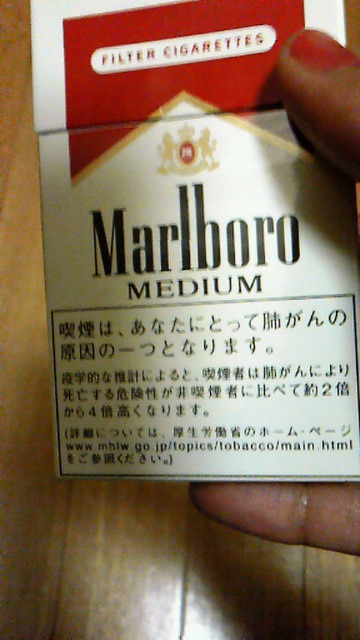 FILTER CIGARETTES
Marlboro
MEDIUM
喫煙は、あなたにとって肺がんの
原因の一つとなります。
疫学的な推計によると、喫煙者は肺がんにより
死亡する危険性が非喫煙者に比べて約2倍
から4倍高くなります。
(詳細については、厚生労働省のホーム・ページ
www.mhlw.go.jp/topics/tobacco/main.html
をご参照ください。)